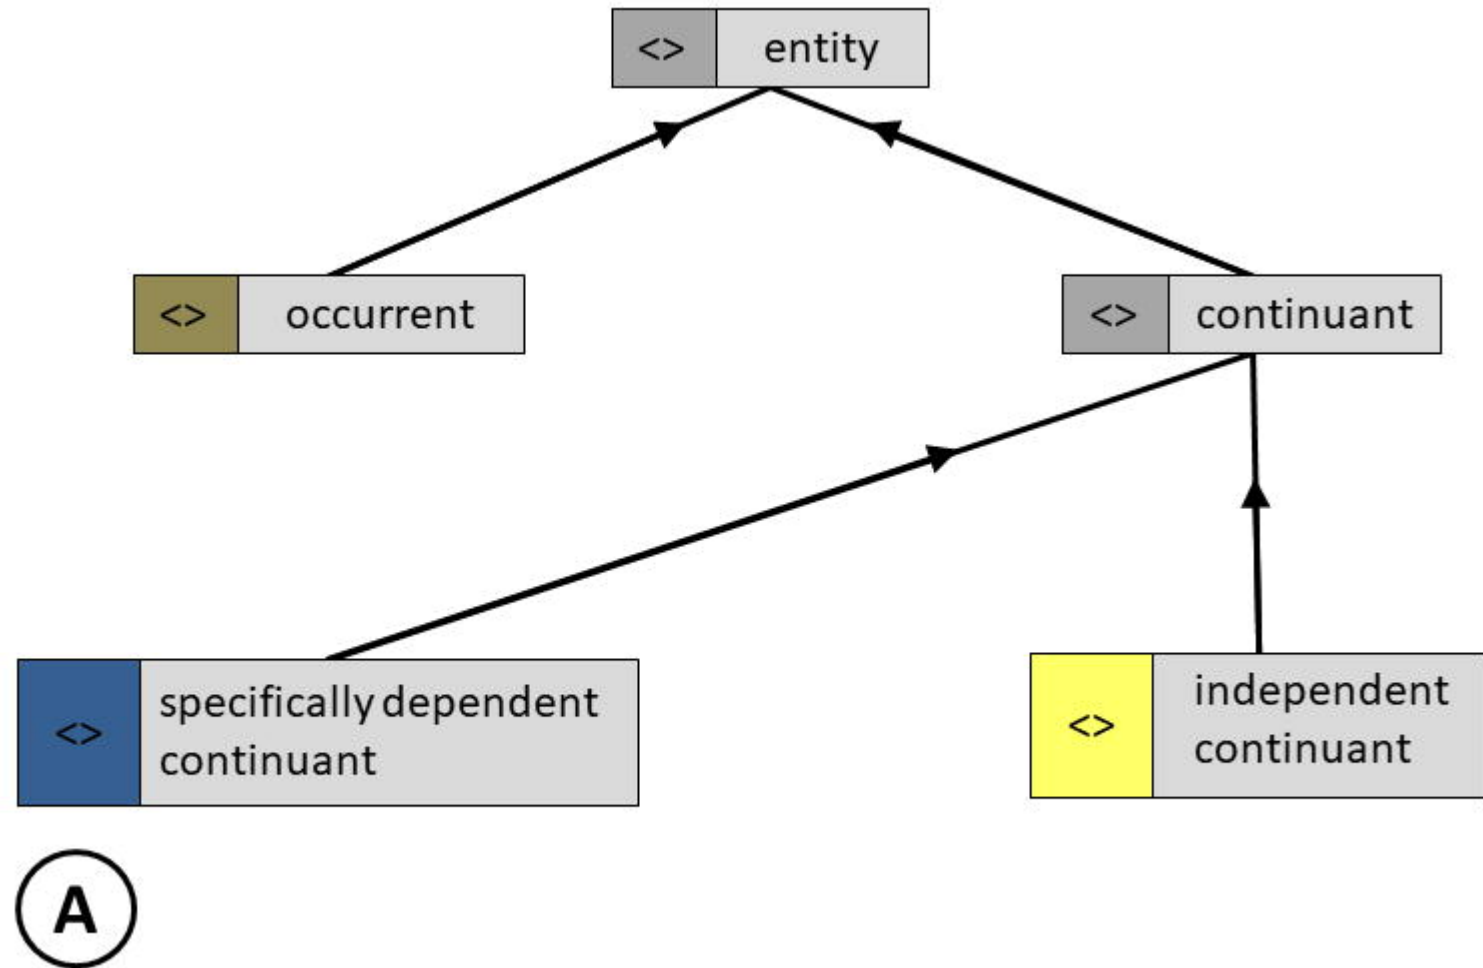 <> entity
<> occurrent
<> continuant
<> specifically dependent
continuant
<> independent
continuant
A